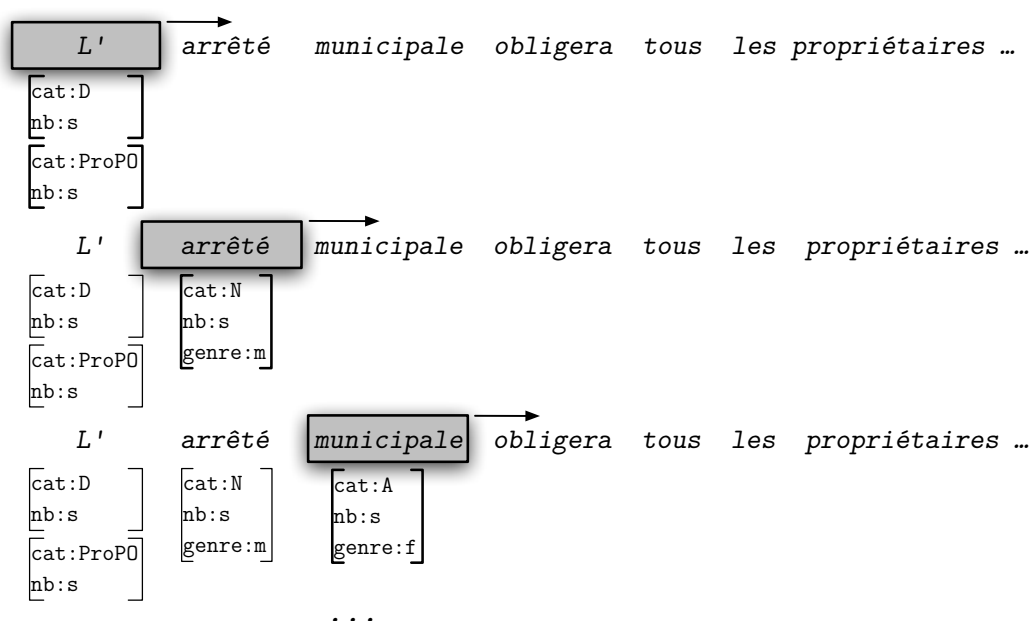 L' arrêté municipale obligera tous les propriétaires …
cat:D
nb:s
cat:ProPO
nb:s
L' arrêté municipale obligera tous les propriétaires …
cat:D cat:N
nb:s nb:s
genre:m
cat:ProPO
nb:s
L' arrêté municipale obligera tous les propriétaires …
cat:D cat:N cat:A
nb:s nb:s nb:s
genre:m genre:f
cat:ProPO
nb:s
...